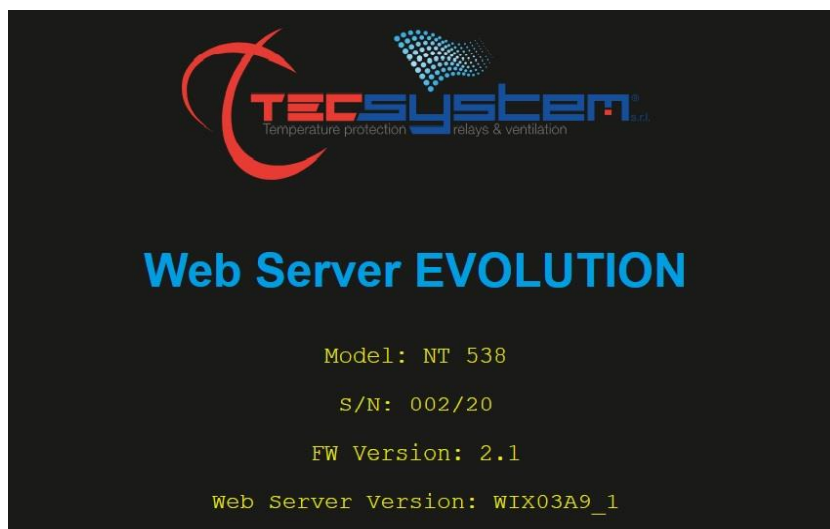 TECSYSTEM® s.r.l.
Temperature protection relays & ventilation
Web Server EVOLUTION
Model: NT 538
S/N: 002/20
FW Version: 2.1
Web Server Version: WIX03A9_1